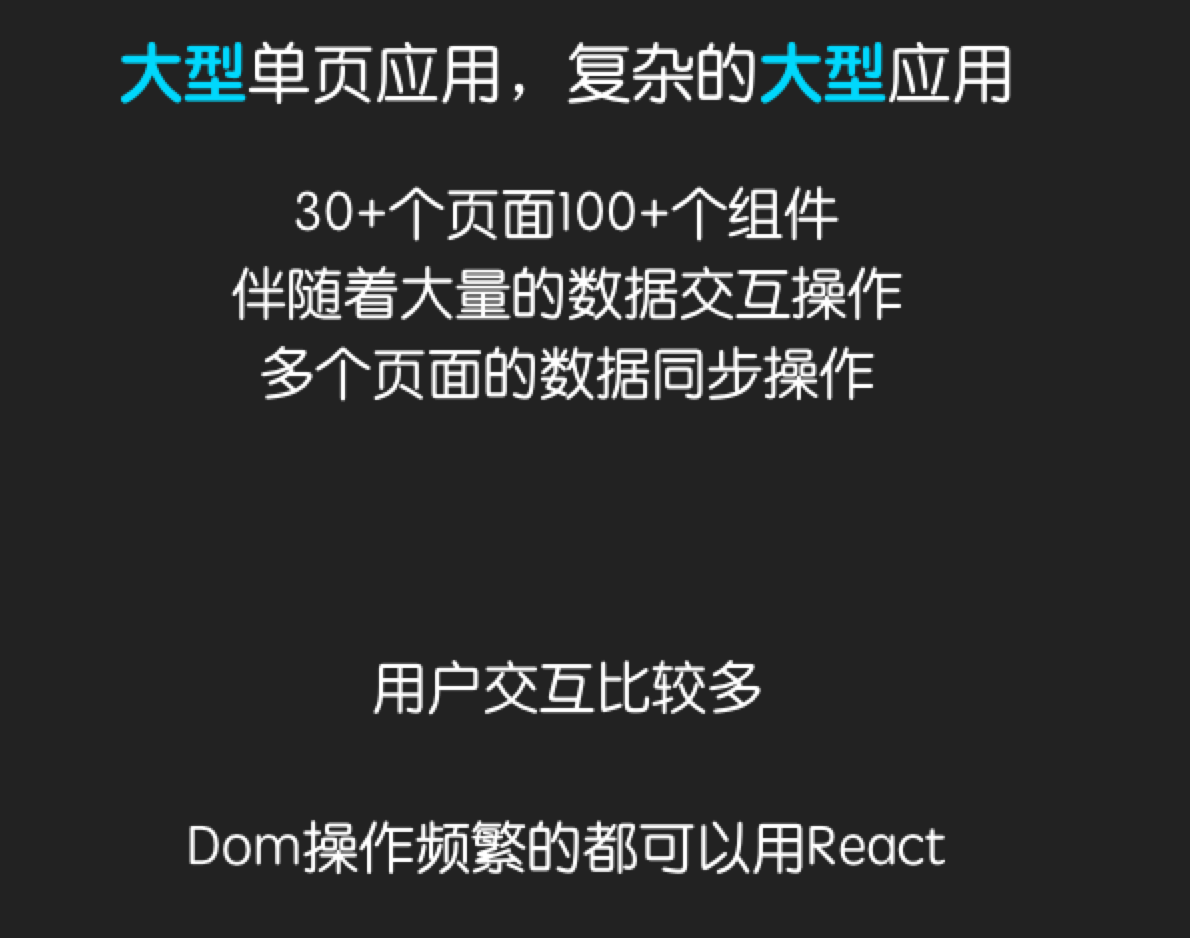 大型单页应用，复杂的大型应用
30+个页面100+个组件
伴随着大量的数据交互操作
多个页面的数据同步操作
用户交互比较多
Dom操作频繁的都可以用React